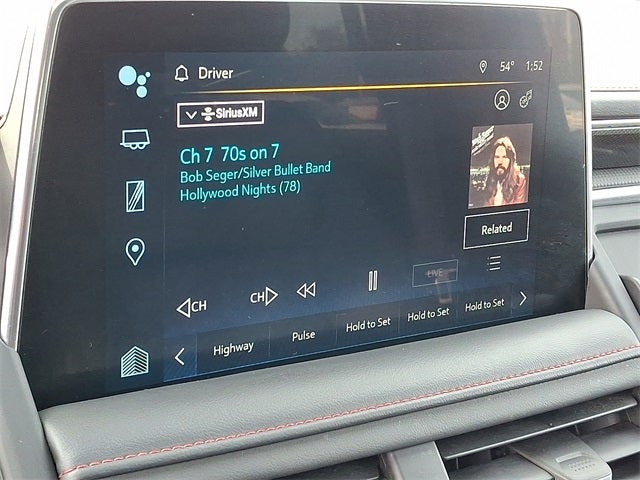 Driver
54° 1:52
SiriusXM
Ch 7 70s on 7
Bob Seger/Silver Bullet Band
Hollywood Nights (78)
Related
CH CH LIVE
Highway Pulse Hold to Set Hold to Set Hold to Set